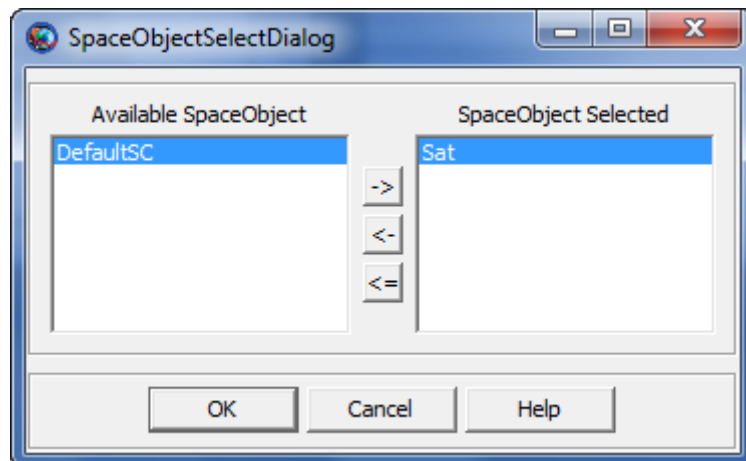 SpaceObjectSelectDialog
Available SpaceObject
SpaceObject Selected
DefaultSC
Sat
->
<-
<=
OK
Cancel
Help